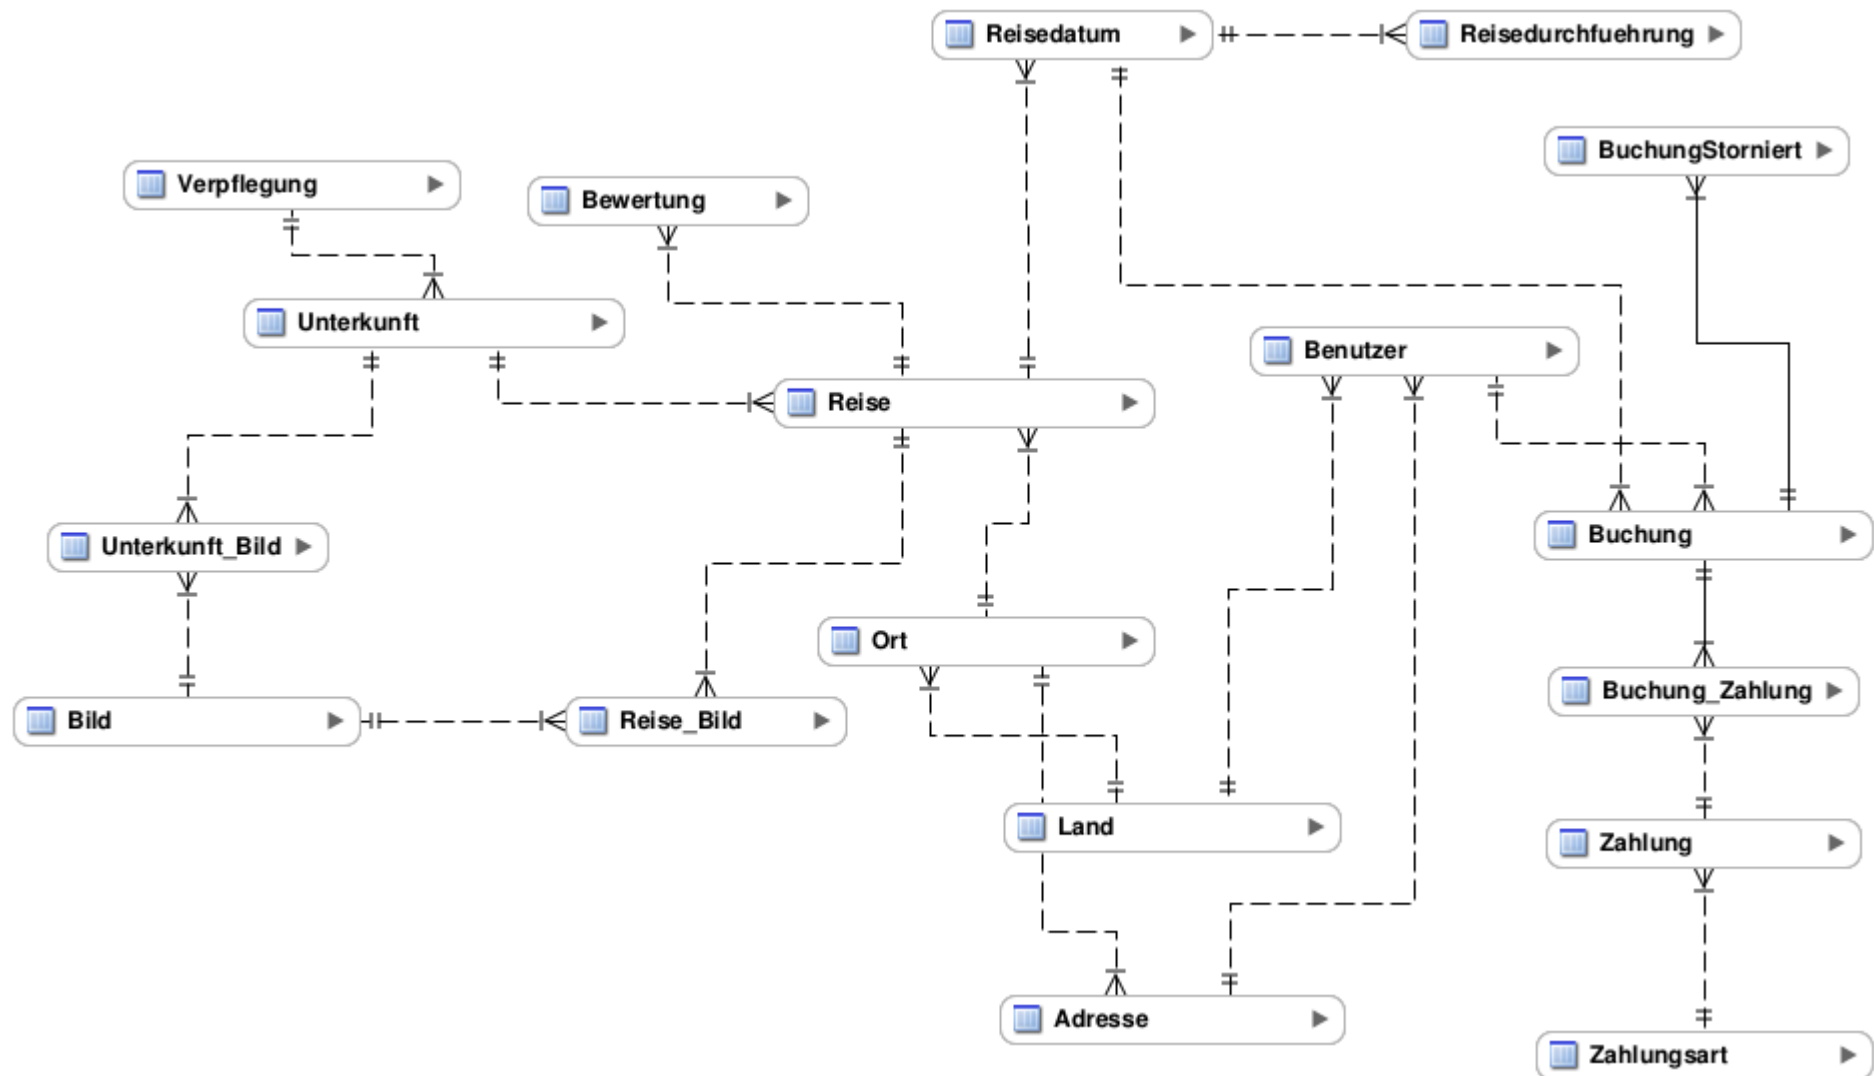 Reisedatum
Reisedurchfuehrung
BuchungStorniert
Verpflegung
Bewertung
Unterkunft
Benutzer
Reise
Buchung
Unterkunft_Bild
Ort
Buchung_Zahlung
Bild
Reise_Bild
Land
Zahlung
Adresse
Zahlungsart